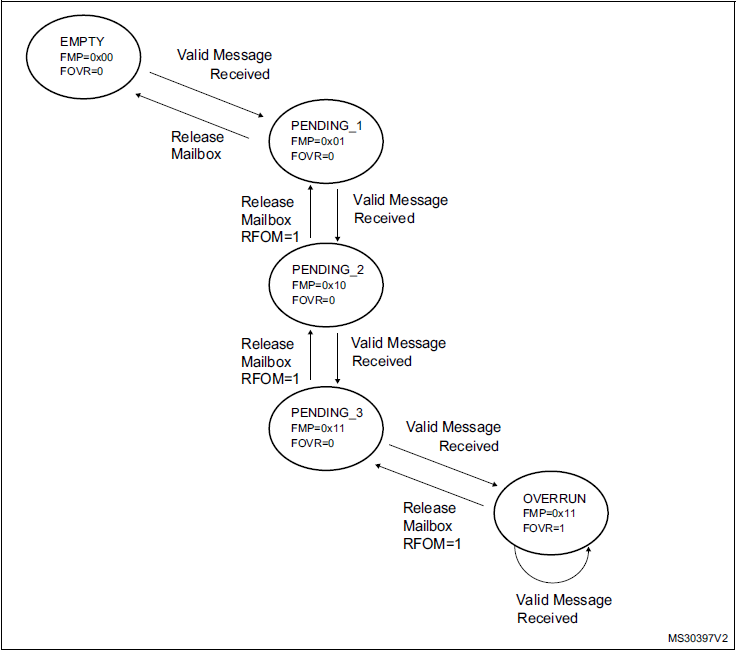 EMPTY
FMP=0x00
FOVR=0
Valid Message
Received
Release
Mailbox
PENDING_1
FMP=0x01
FOVR=0
Release
Mailbox
RFOM=1
Valid Message
Received
PENDING_2
FMP=0x10
FOVR=0
Release
Mailbox
RFOM=1
Valid Message
Received
PENDING_3
FMP=0x11
FOVR=0
Valid Message
Received
Release
Mailbox
RFOM=1
OVERRUN
FMP=0x11
FOVR=1
Valid Message
Received
MS30397V2